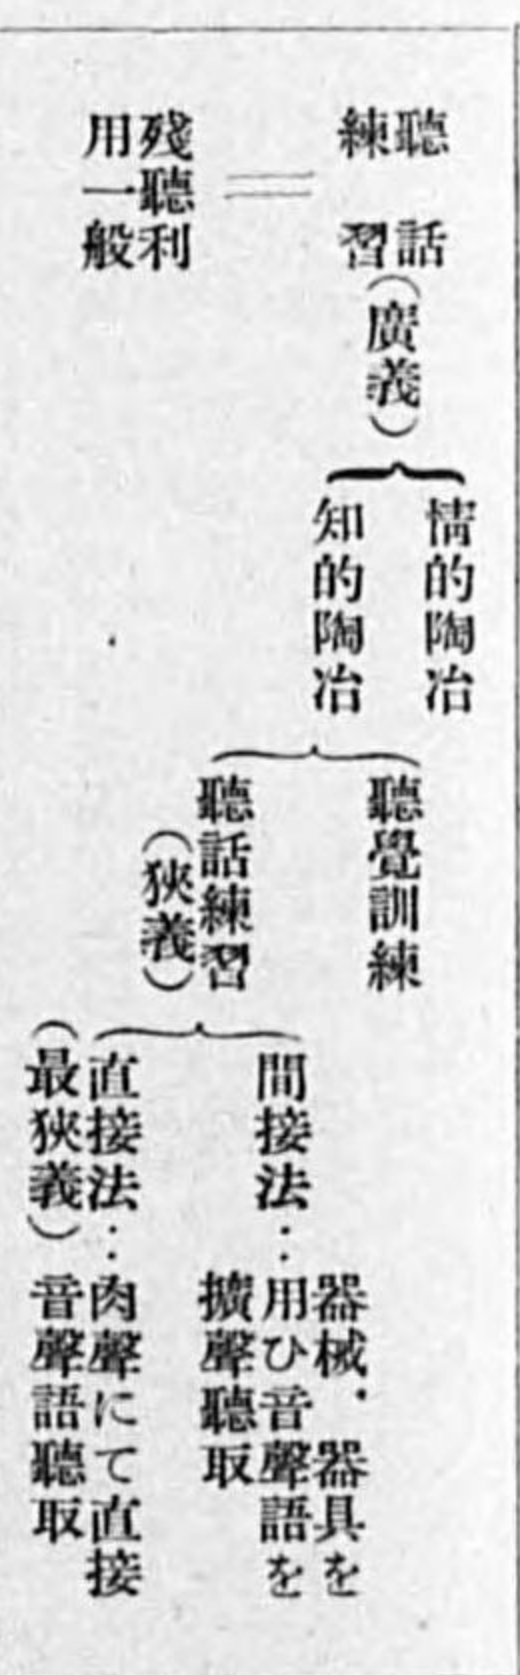 聽話
練習
(廣義)
＝
殘聽利
用一般
情的陶冶
知的陶冶
聽覺訓練
聽話練習
(狹義)
間接法‥
器械・器具を
用ひ音聲語を
擴聲聽取
直接法‥肉聲にて直接
(最狹義)音聲語聽取